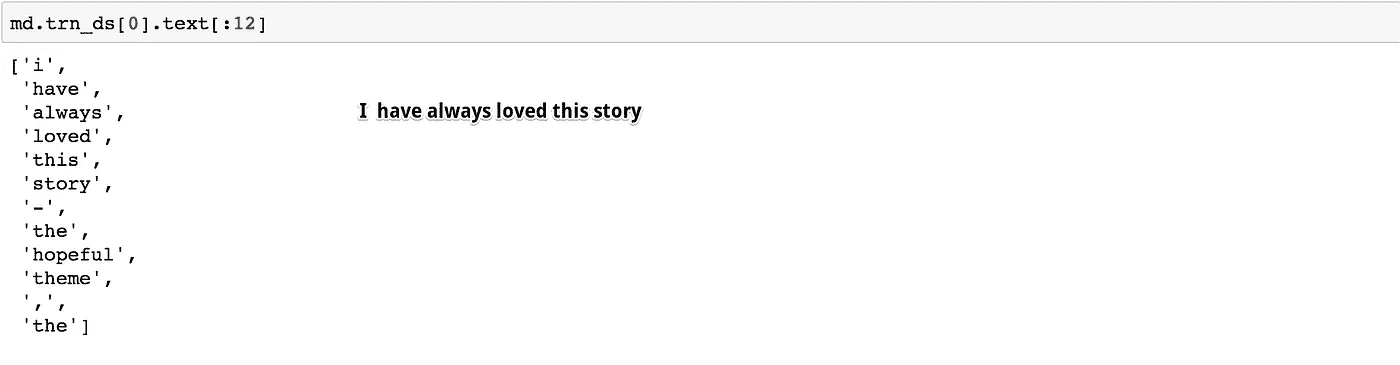 md.trn_ds[0].text[:12]
['i',
'have',
'always',
I have always loved this story
'loved',
'this',
'story',
'-',
'the',
'hopeful',
'theme',
',',
'the']